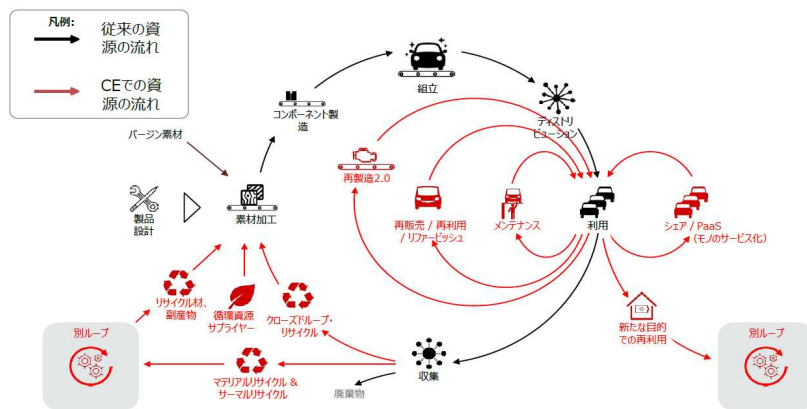 凡例:
従来の資
源の流れ
CEでの資
源の流れ
組立
コンポーネント製
造
ディストリ
ビューション
バージン素材
再製造2.0
製品
設計
素材加工
再販売 / 再利用
/ リファービッシュ
メンテナンス
利用
シェア / PaaS
(モノのサービス化)
リサイクル材、
副産物
循環資源
サプライヤー
クローズドループ・
リサイクル
新たな目的
での再利用
別ループ
別ループ
マテリアルリサイクル &
サーマルリサイクル
収集
廃棄物